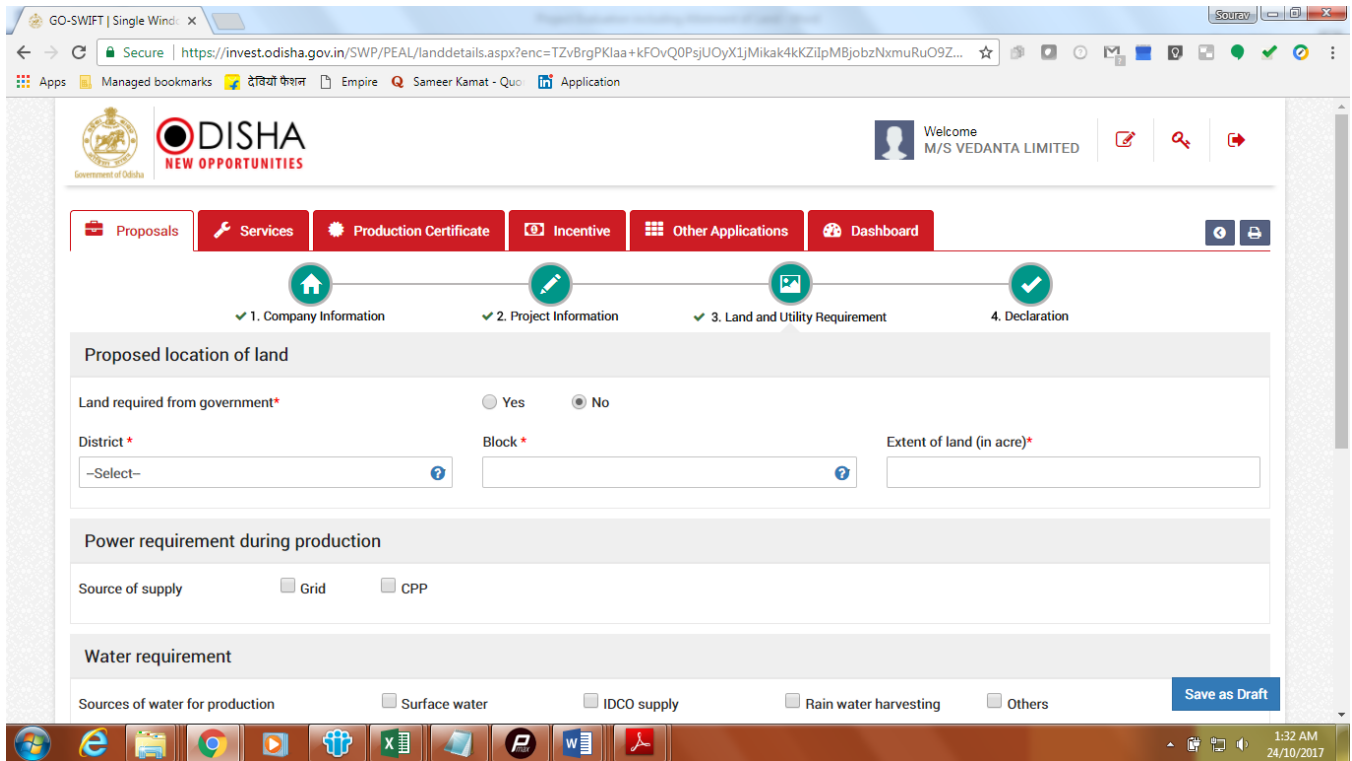 GO-SWIFT | Single Wind
Sourav
Secure | https://invest.odisha.gov.in/SWP/PEAL/landdetails.aspx?enc=TZvBrgPKlaa+kFOvQ0PsjUOyX1jMikak4kKZiIpMBjobzNxmuRuO9Z...
Apps Managed bookmarks देवियों फैशन Empire Sameer Kamat - Quo Application
ODISHA
NEW OPPORTUNITIES
Government of Odisha
Welcome
M/S VEDANTA LIMITED
Proposals Services Production Certificate Incentive Other Applications Dashboard
1. Company Information 2. Project Information 3. Land and Utility Requirement 4. Declaration
Proposed location of land
Land required from government* Yes No
District * Block * Extent of land (in acre)*
--Select--
Power requirement during production
Source of supply Grid CPP
Water requirement
Sources of water for production Surface water IDCO supply Rain water harvesting Others
Save as Draft
1:32 AM
24/10/2017